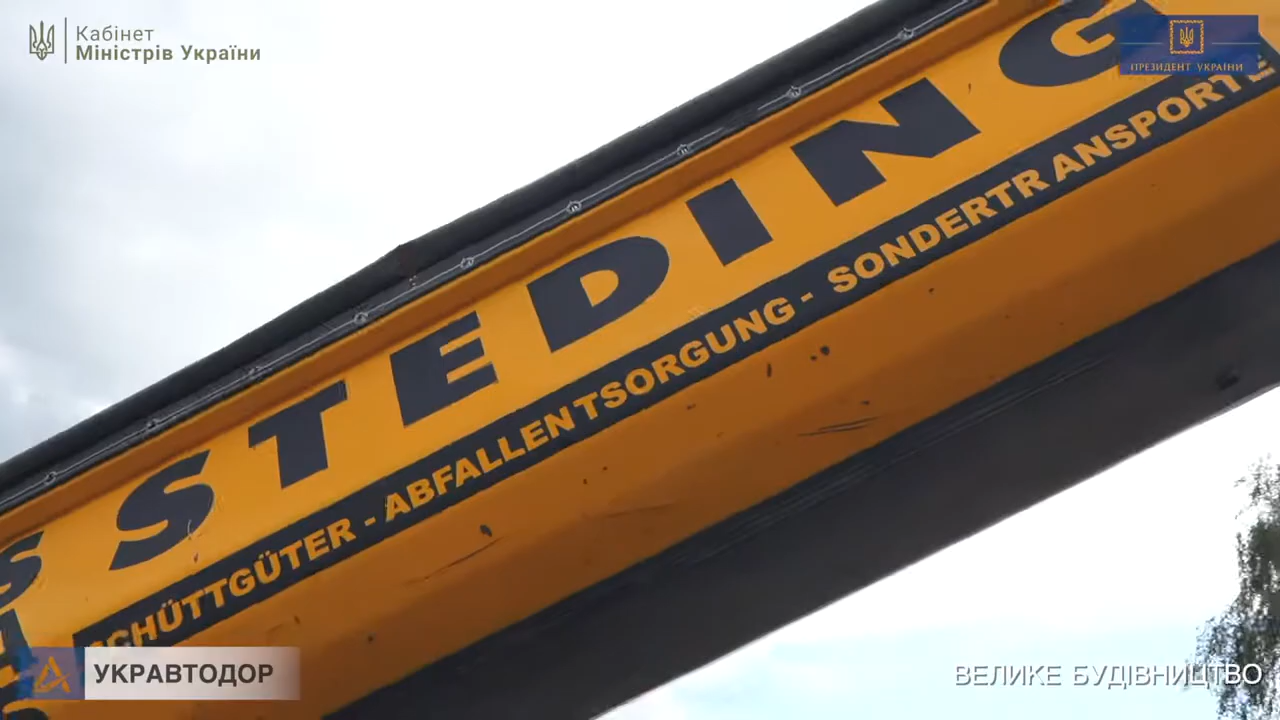 Кабінет
Міністрів України
ПРЕЗИДЕНТ УКРАЇНИ
STEDING
SCHÜTTGÜTER - ABFALLENTSORGUNG - SONDERTRANSPORTE
УКРАВТОДОР
ВЕЛИКЕ БУДІВНИЦТВО